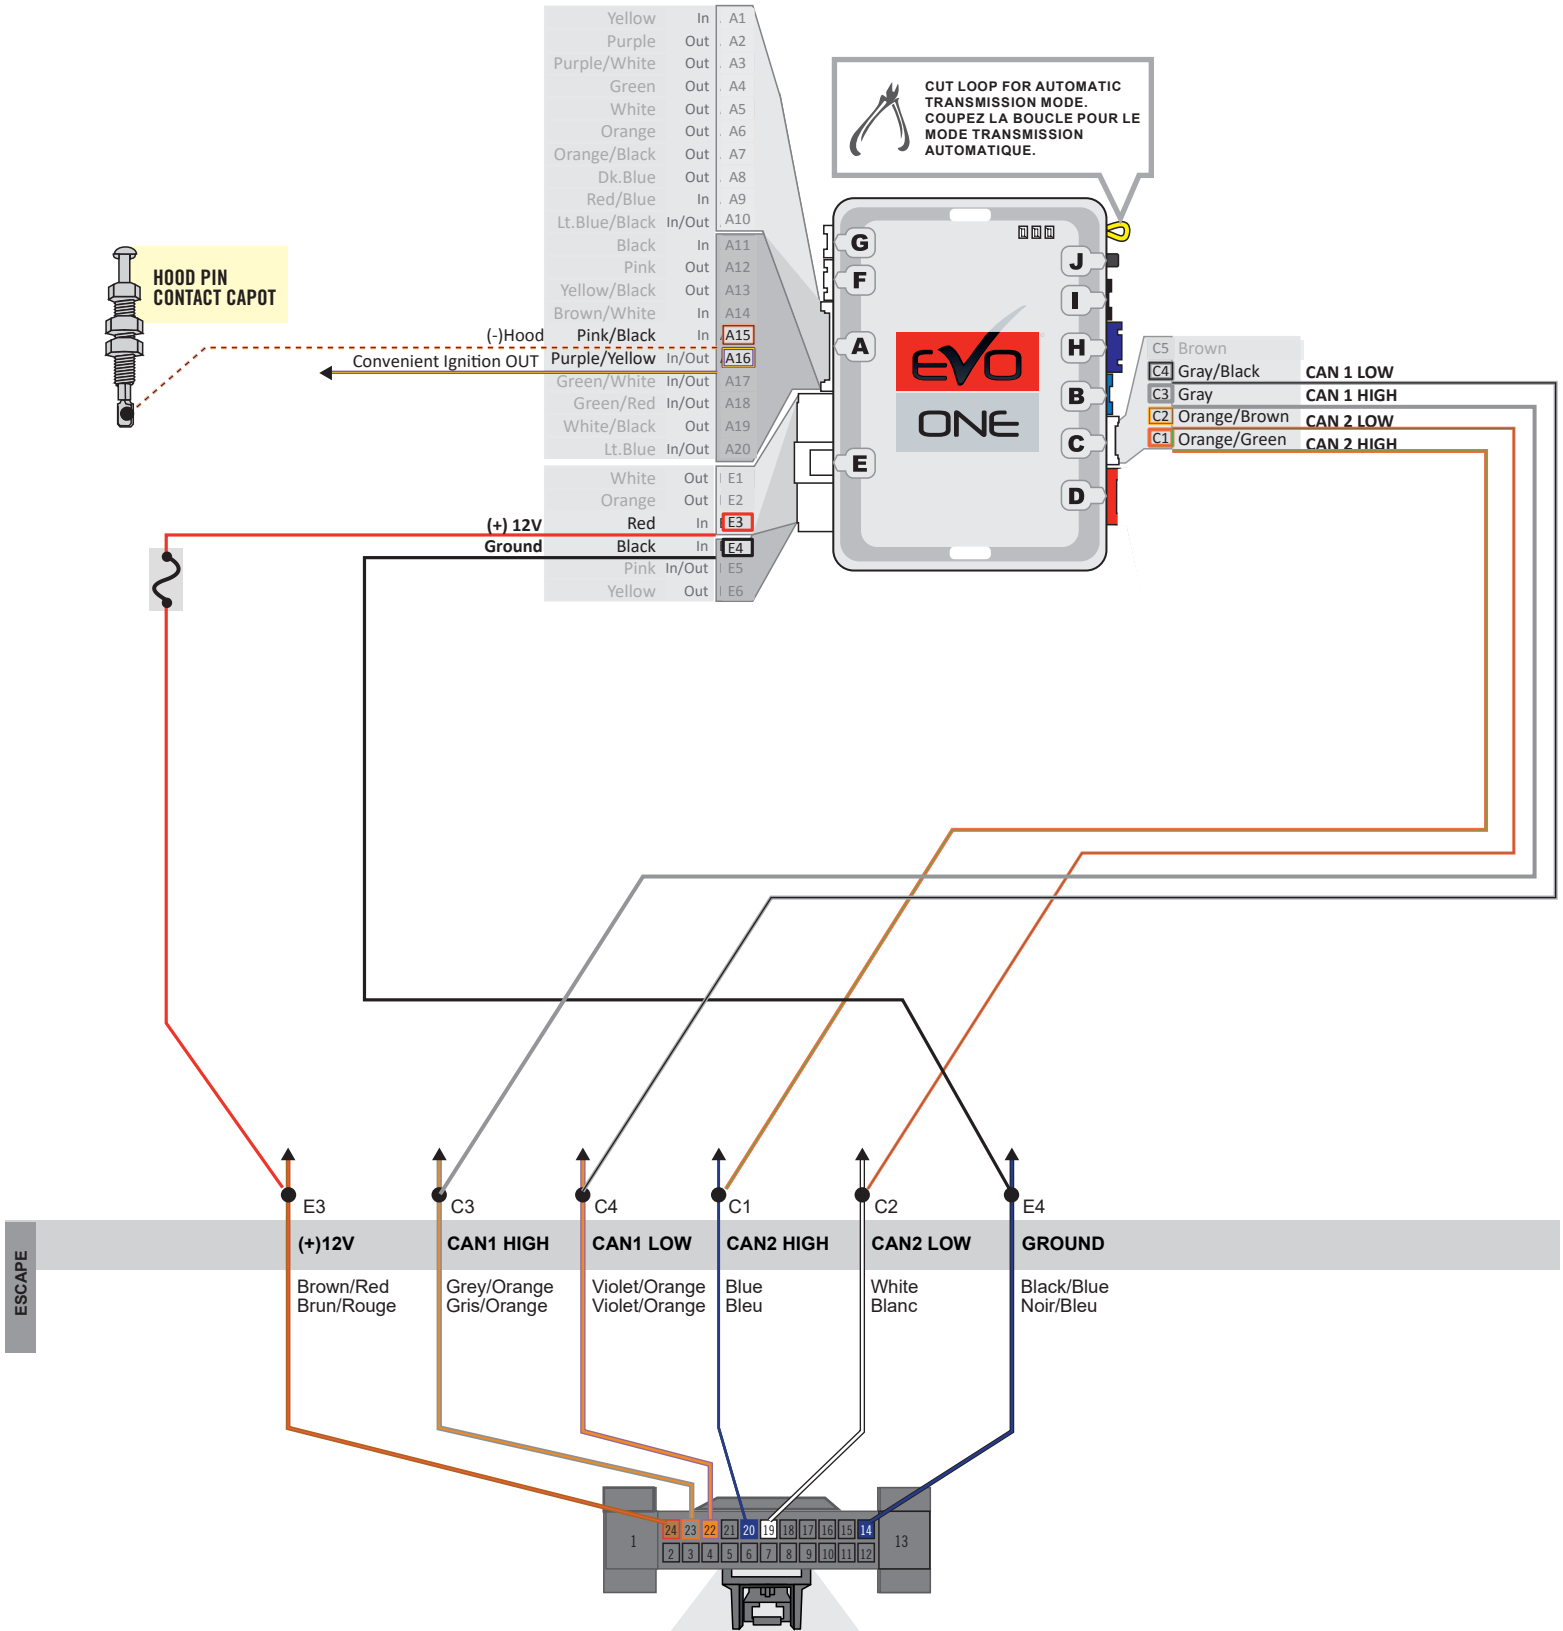 Yellow In A1
Purple Out A2
Purple/White Out A3
Green Out A4
White Out A5
Orange Out A6
Orange/Black Out A7
Dk.Blue Out A8
Red/Blue In A9
Lt.Blue/Black In/Out A10
Black In A11
Pink Out A12
Yellow/Black Out A13
Brown/White In A14
(-)Hood Pink/Black In A15
Convenient Ignition OUT Purple/Yellow In/Out A16
Green/White In/Out A17
Green/Red In/Out A18
White/Black Out A19
Lt.Blue In/Out A20
White Out E1
Orange Out E2
(+) 12V Red In E3
Ground Black In E4
Pink In/Out E5
Yellow Out E6
HOOD PIN
CONTACT CAPOT
CUT LOOP FOR AUTOMATIC
TRANSMISSION MODE.
COUPEZ LA BOUCLE POUR LE
MODE TRANSMISSION
AUTOMATIQUE.
G
F
A
E
J
I
H
B
C
D
EVO
ONE
C5 Brown
C4 Gray/Black CAN 1 LOW
C3 Gray CAN 1 HIGH
C2 Orange/Brown CAN 2 LOW
C1 Orange/Green CAN 2 HIGH
E3 C3 C4 C1 C2 E4
ESCAPE
(+)12V CAN1 HIGH CAN1 LOW CAN2 HIGH CAN2 LOW GROUND
Brown/Red Grey/Orange Violet/Orange Blue White Black/Blue
Brun/Rouge Gris/Orange Violet/Orange Bleu Blanc Noir/Bleu
24 23 22 21 20 19 18 17 16 15 14
1 13
2 3 4 5 6 7 8 9 10 11 12